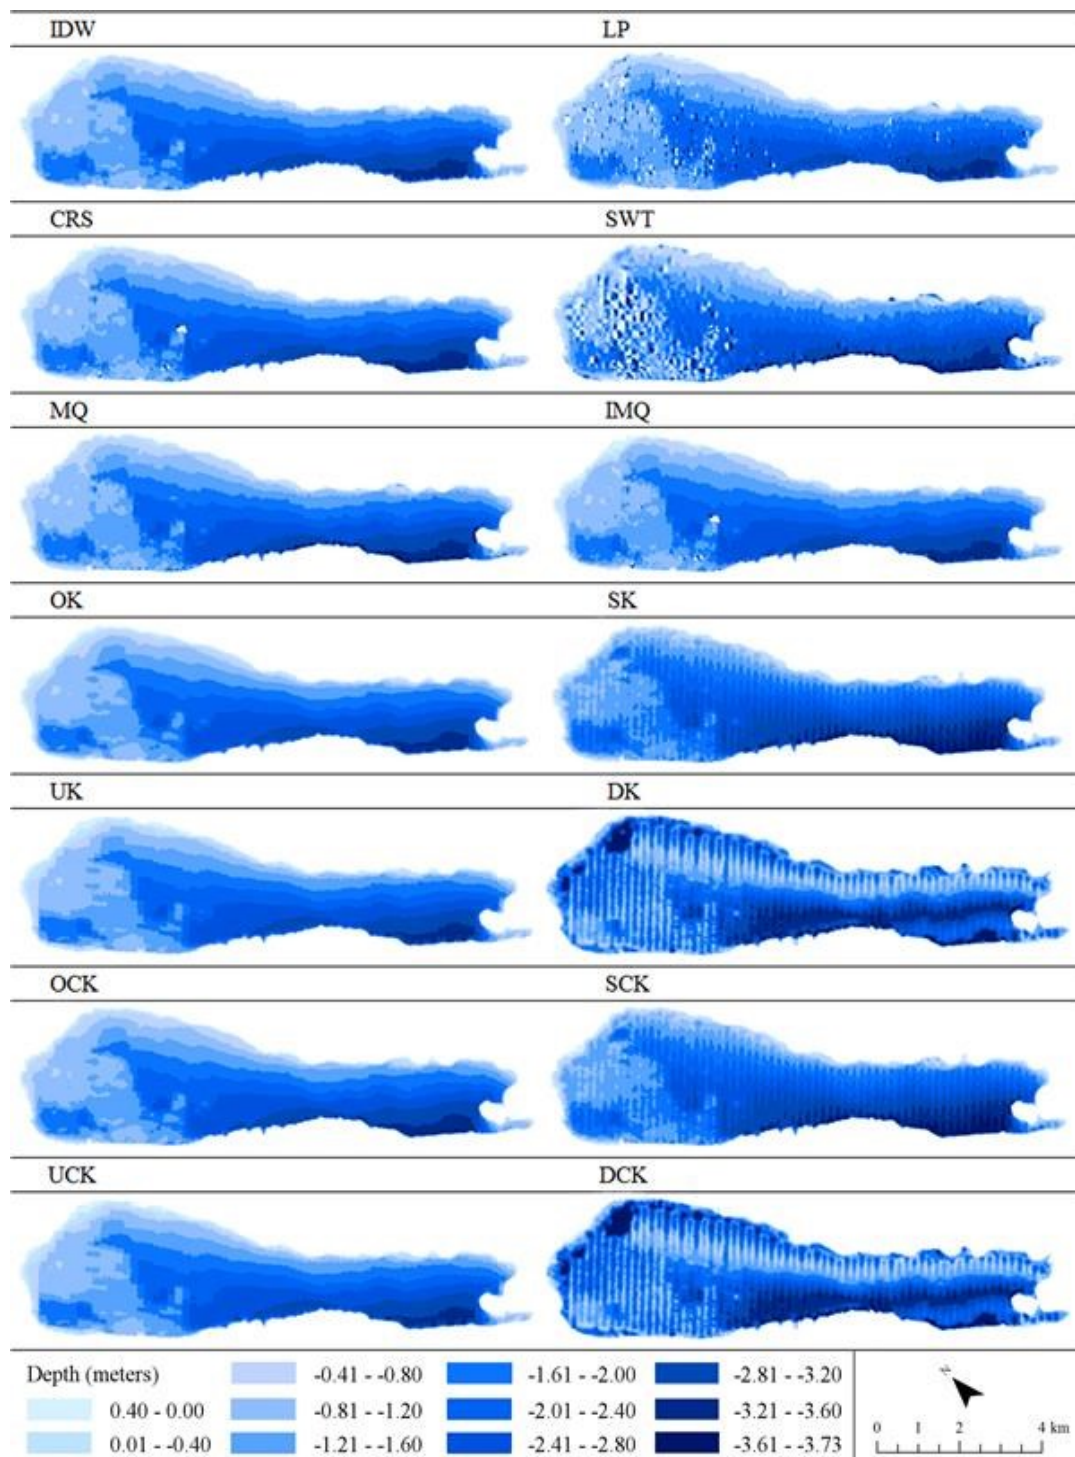 IDW LP
CRS SWT
MQ IMQ
OK SK
UK DK
OCK SCK
UCK DCK
Depth (meters)
0.40 - 0.00
0.01 - -0.40
-0.41 - -0.80
-0.81 - -1.20
-1.21 - -1.60
-1.61 - -2.00
-2.01 - -2.40
-2.41 - -2.80
-2.81 - -3.20
-3.21 - -3.60
-3.61 - -3.73
N
0 2 4 km